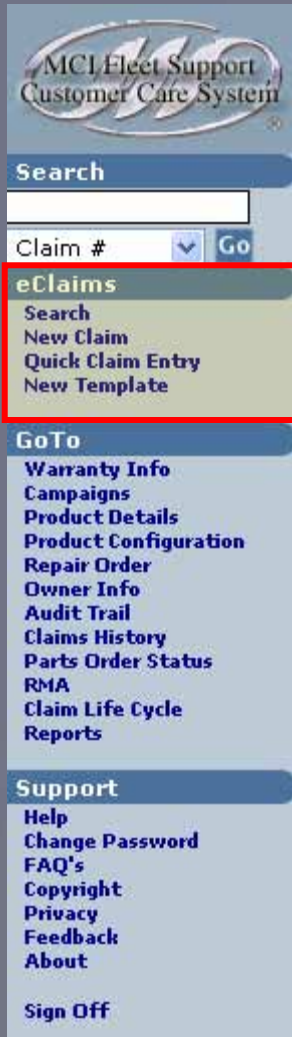 MCI Fleet Support
Customer Care System
®
Search
Claim #
Go
eClaims
Search
New Claim
Quick Claim Entry
New Template
GoTo
Warranty Info
Campaigns
Product Details
Product Configuration
Repair Order
Owner Info
Audit Trail
Claims History
Parts Order Status
RMA
Claim Life Cycle
Reports
Support
Help
Change Password
FAQ's
Copyright
Privacy
Feedback
About
Sign Off